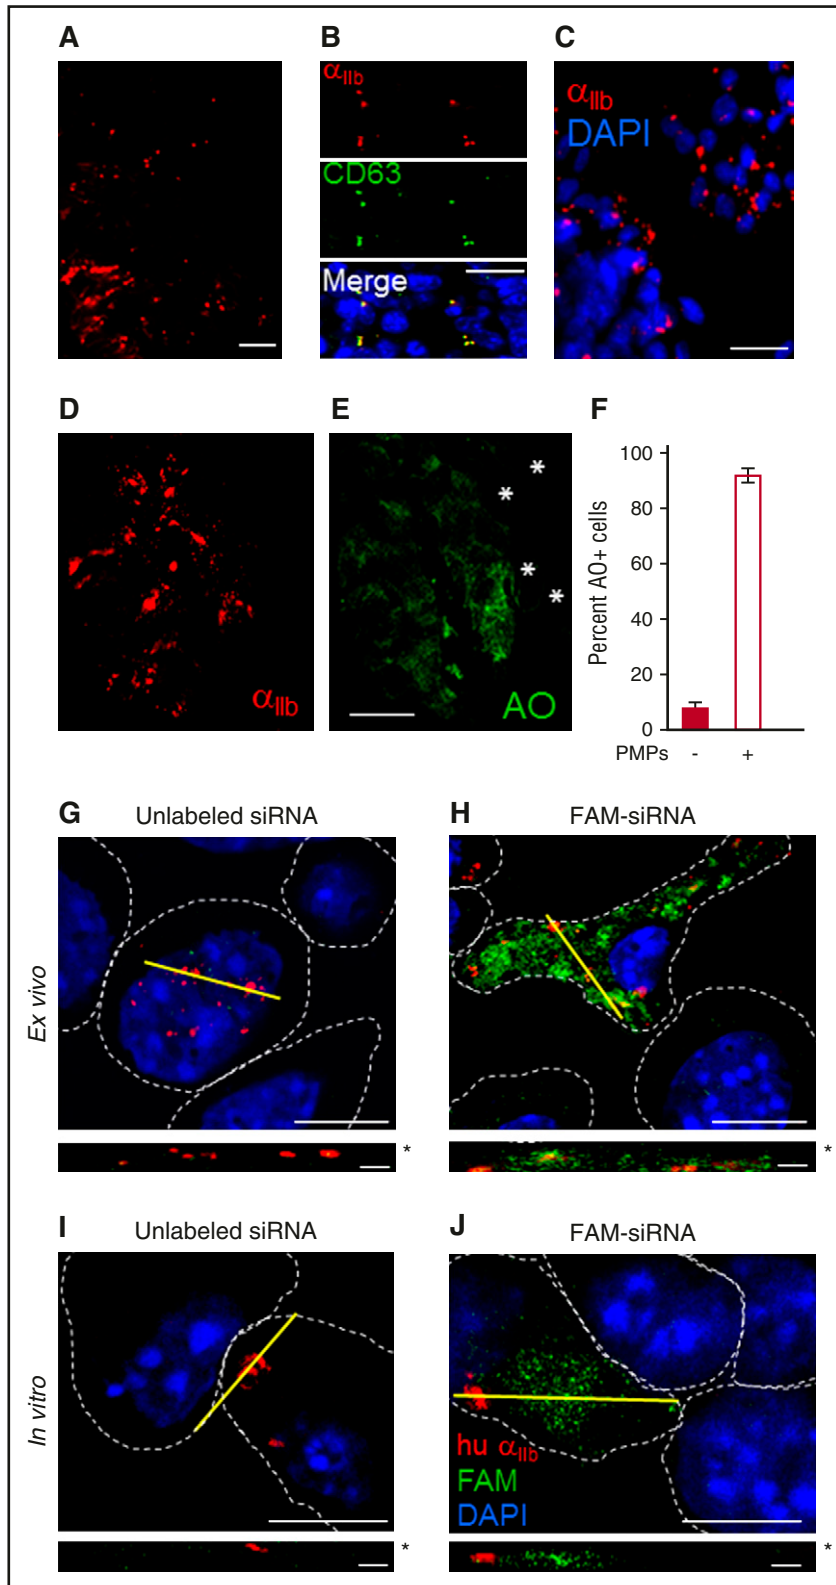 A
B
C
αIIb
CD63
Merge
αIIb
DAPI
D
E
F
αIIb
*
*
*
*
AO
Percent AO+ cells
100
80
60
40
20
0
PMPs - +
G
Unlabeled siRNA
H
FAM-siRNA
Ex vivo
*
*
I
Unlabeled siRNA
J
FAM-siRNA
In vitro
hu αIIb
FAM
DAPI
*
*